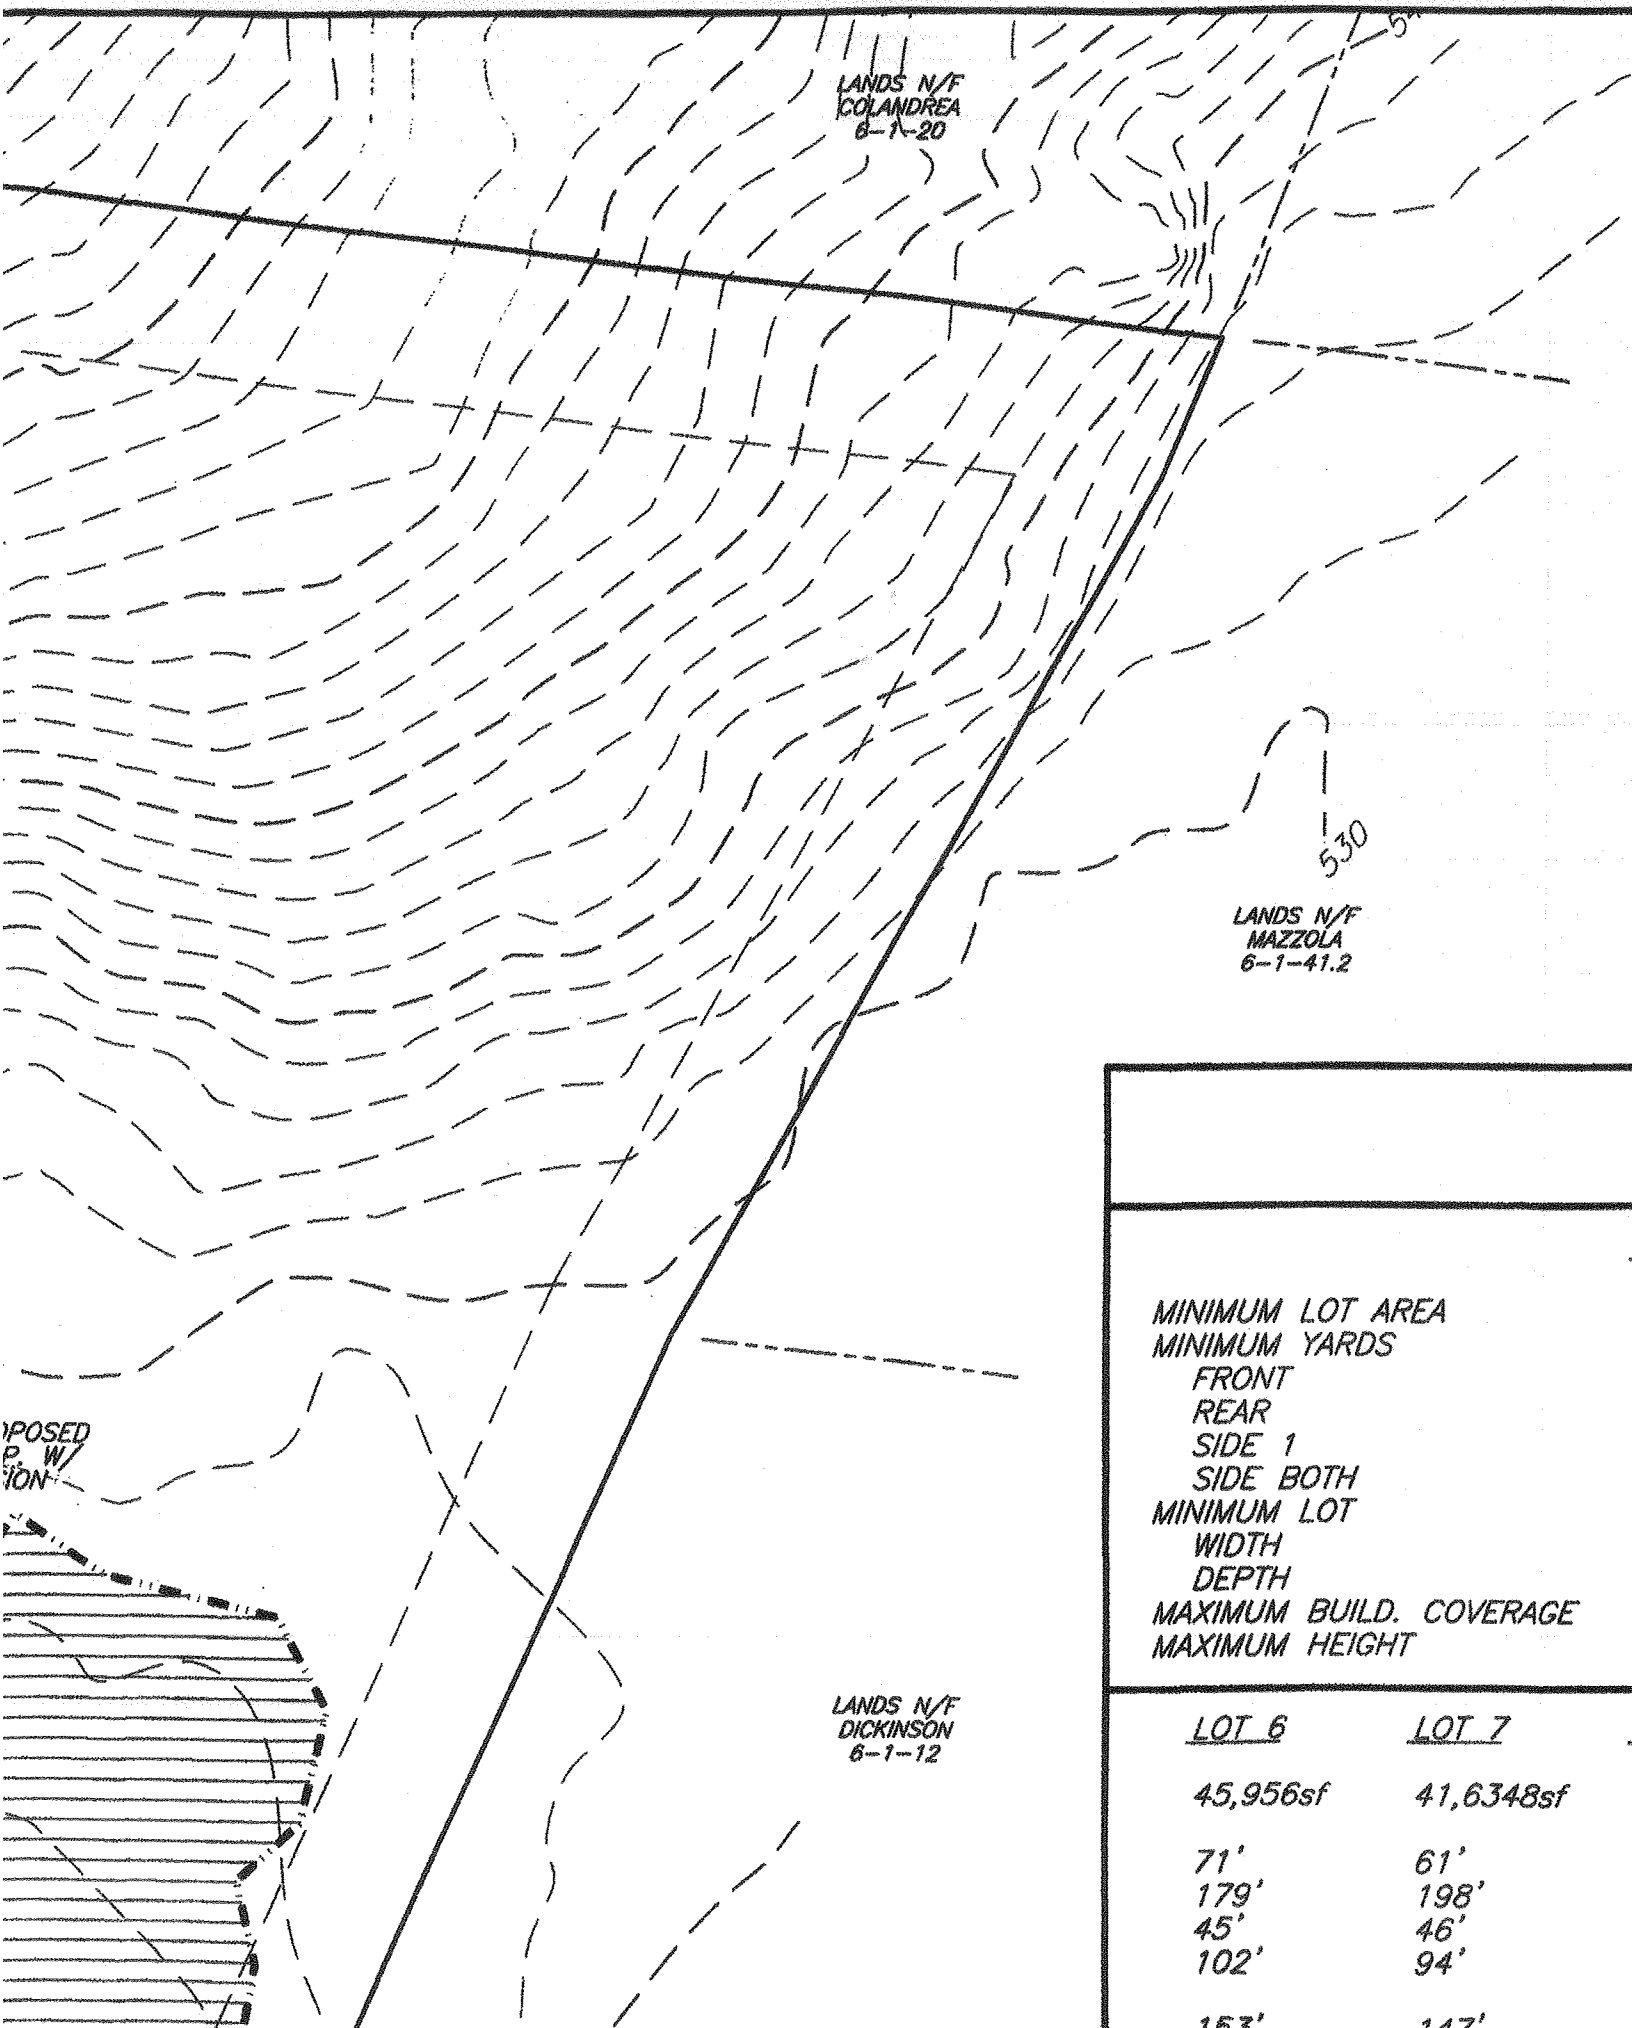 LANDS N/F
COLANDREA
6-1-20
530
LANDS N/F
MAZZOLA
6-1-41.2
W/
MINIMUM LOT AREA
MINIMUM YARDS
FRONT
REAR
SIDE 1
SIDE BOTH
MINIMUM LOT
WIDTH
DEPTH
MAXIMUM BUILD. COVERAGE
MAXIMUM HEIGHT
LANDS N/F
DICKINSON
6-1-12
LOT 6 LOT 7
45,956sf 41,6348sf
71' 61'
179' 198'
45' 46'
102' 94'
153' 147'